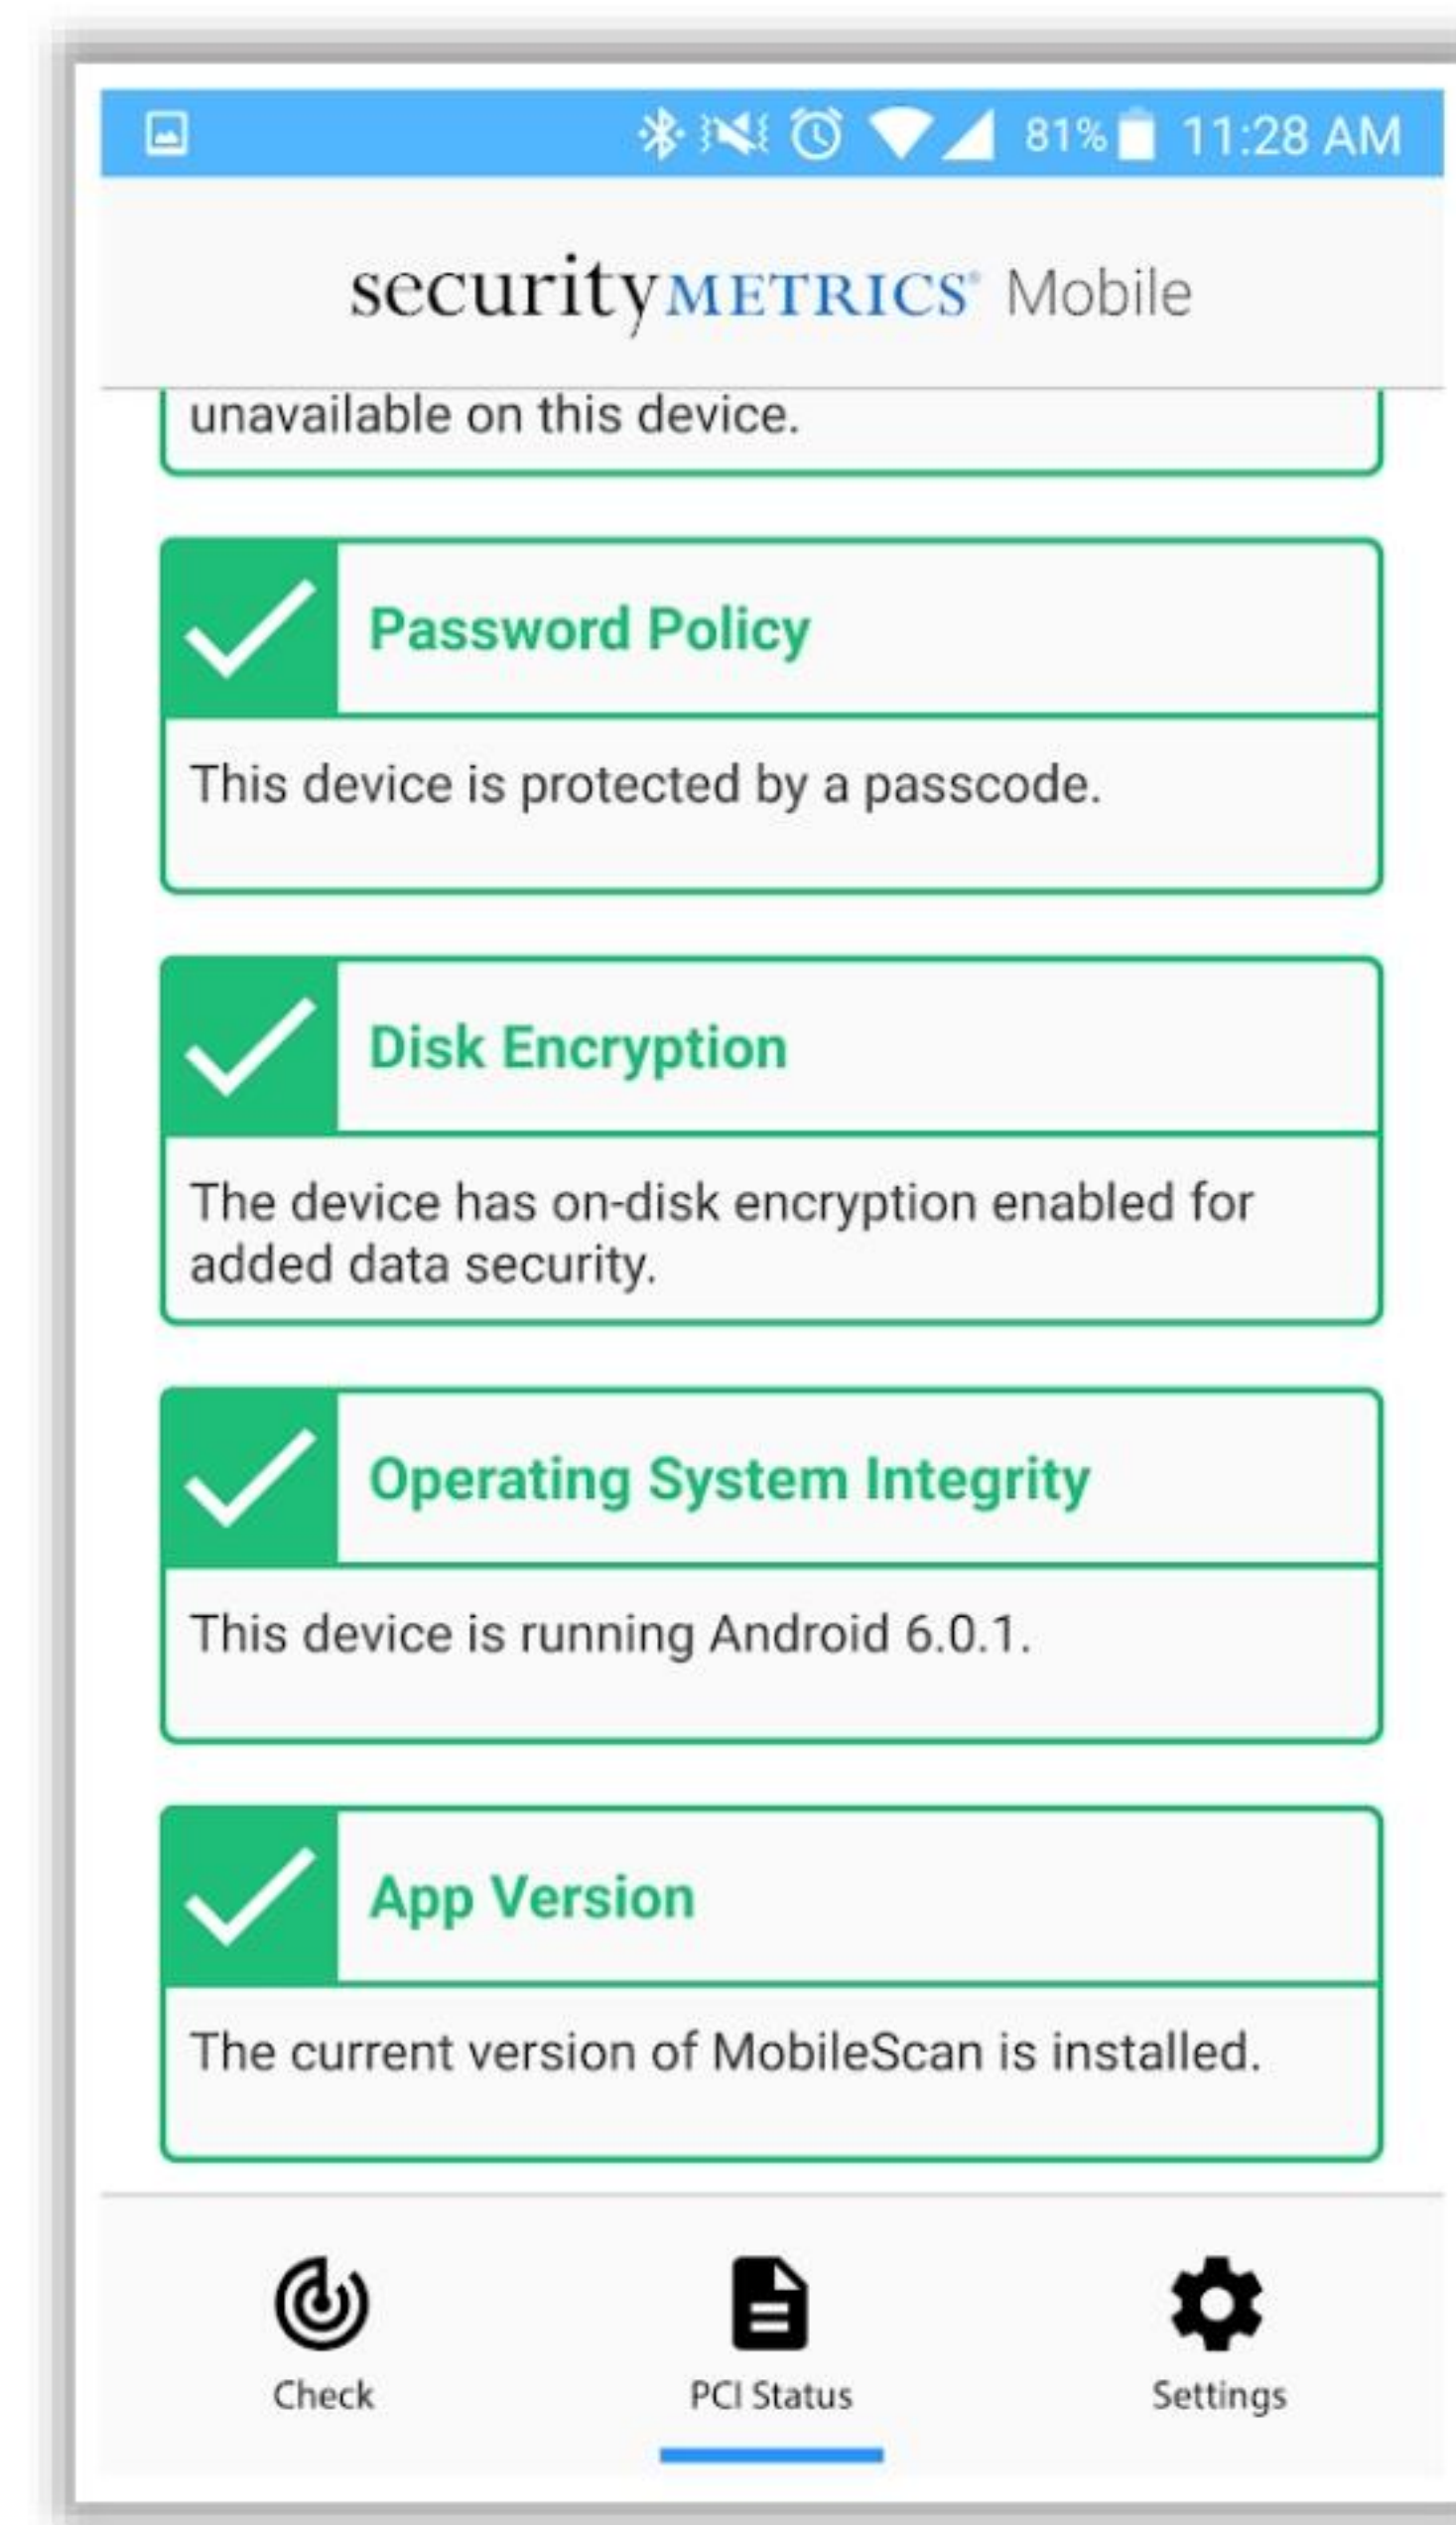 81% 11:28 AM
securityMETRICS® Mobile
unavailable on this device.
Password Policy
This device is protected by a passcode.
Disk Encryption
The device has on-disk encryption enabled for
added data security.
Operating System Integrity
This device is running Android 6.0.1.
App Version
The current version of MobileScan is installed.
Check PCI Status Settings